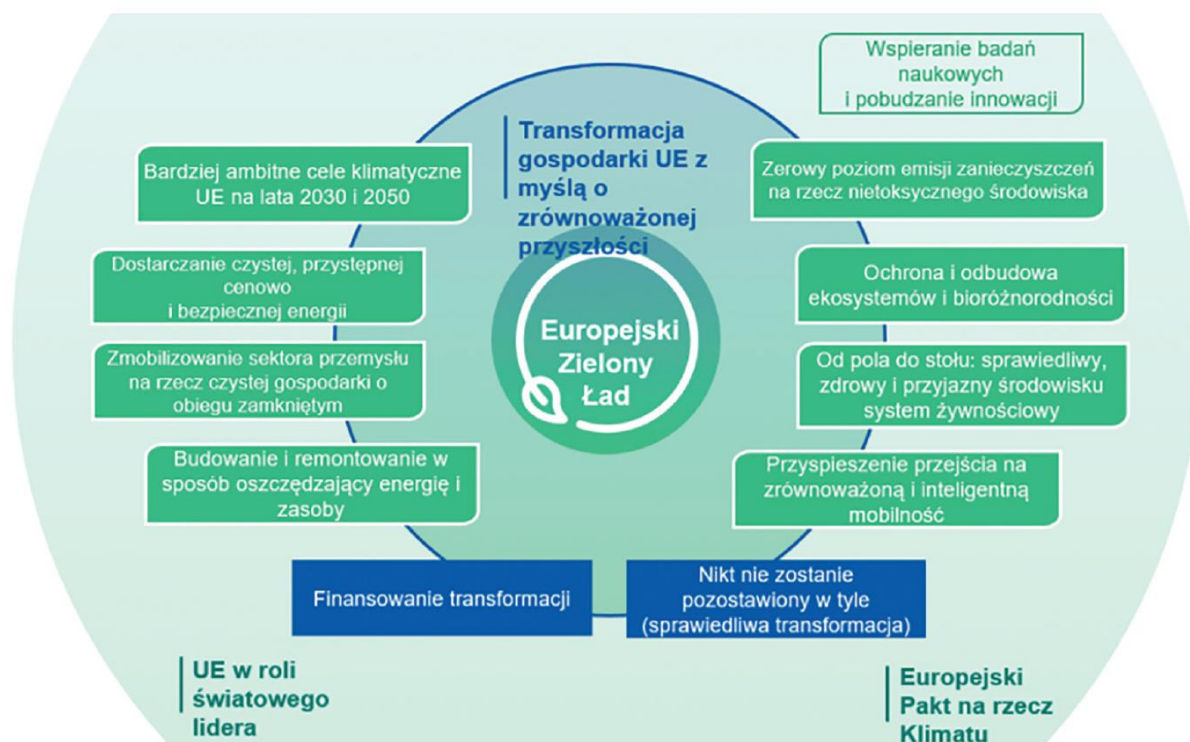 Wspieranie badań
naukowych
i pobudzanie innowacji
Transformacja
gospodarki UE z
myślą o
zrównoważonej
przyszłości
Bardziej ambitne cele klimatyczne
UE na lata 2030 i 2050
Zerowy poziom emisji zanieczyszczeń
na rzecz nietoksycznego środowiska
Dostarczanie czystej, przystępnej
cenowo
i bezpiecznej energii
Ochrona i odbudowa
ekosystemów i bioróżnorodności
Europejski
Zielony
Ład
Zmobilizowanie sektora przemysłu
na rzecz czystej gospodarki o
obiegu zamkniętym
Od pola do stołu: sprawiedliwy,
zdrowy i przyjazny środowisku
system żywnościowy
Budowanie i remontowanie w
sposób oszczędzający energię i
zasoby
Przyspieszenie przejścia na
zrównoważoną i inteligentną
mobilność
Finansowanie transformacji
Nikt nie zostanie
pozostawiony w tyle
(sprawiedliwa transformacja)
UE w roli
światowego
lidera
Europejski
Pakt na rzecz
Klimatu